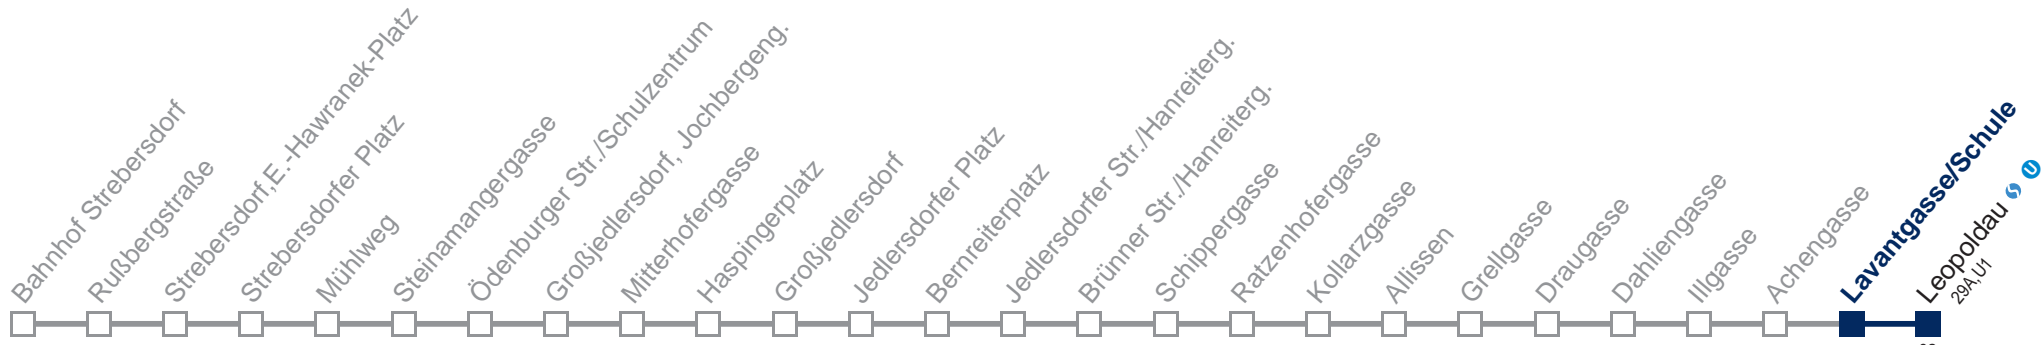 Bahnhof Strebersdorf
Rußbergstraße
Strebersdorf,E.-Hawranek-Platz
Strebersdorfer Platz
Mühlweg
Steinamangergasse
Ödenburger Str./Schulzentrum
Großjedlersdorf, Jochbergeng.
Mitterhofergasse
Haspingerplatz
Großjedlersdorf
Jedlersdorfer Platz
Bernreiterplatz
Jedlersdorfer Str./Hanreiterg.
Brünner Str./Hanreiterg.
Schippergasse
Ratzenhofergasse
Kollarzgasse
Allissen
Grellgasse
Draugasse
Dahliengasse
Illgasse
Achengasse
Lavantgasse/Schule
Leopoldau S U
29A,U1